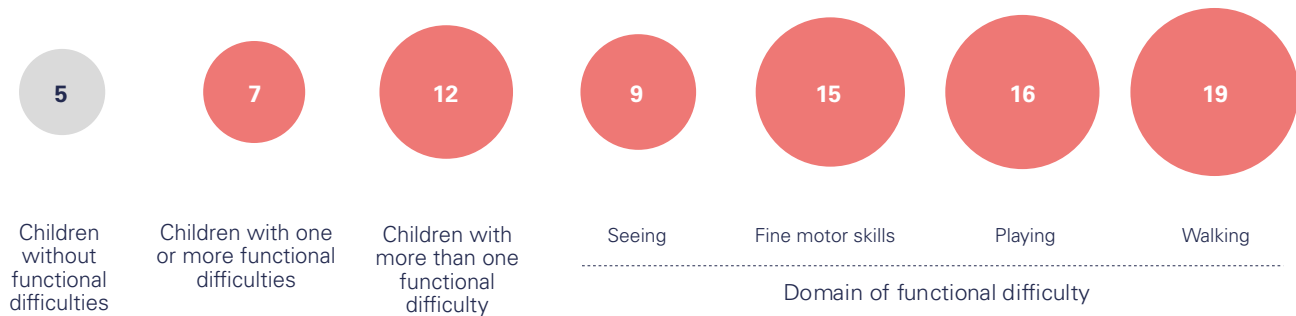 5
7
12
9
15
16
19
Children
without
functional
difficulties
Children with one
or more functional
difficulties
Children with
more than one
functional
difficulty
Seeing
Fine motor skills
Playing
Walking
Domain of functional difficulty